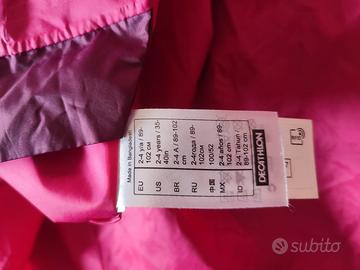 Made in Bangladesh
EU 2-4 y/a / 89-102 cm
US 2-4 years / 35-40in
BR 2-4 A / 89-102 cm
RU 2-4года / 89-102см
中国 100/52
MX 2-4 años / 89-102 cm
ID 2-4 Tahun / 89-102 cm
DECATHLON
subito